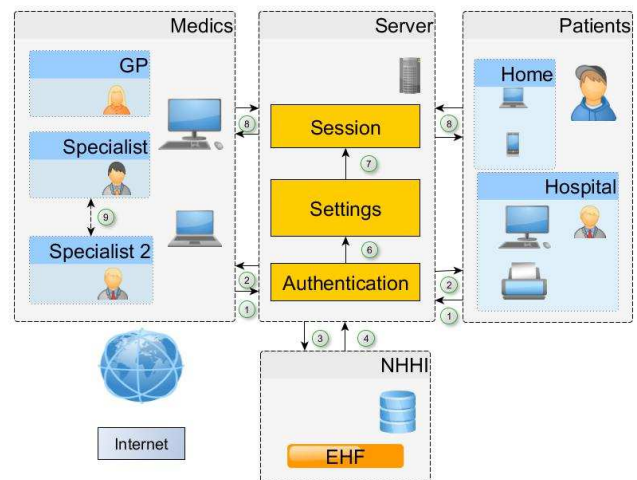 Medics
Server
Patients
GP
Home
Session
8
8
7
Specialist
Settings
Hospital
9
6
Specialist 2
Authentication
2
2
1
1
3
4
NHHI
EHF
Internet